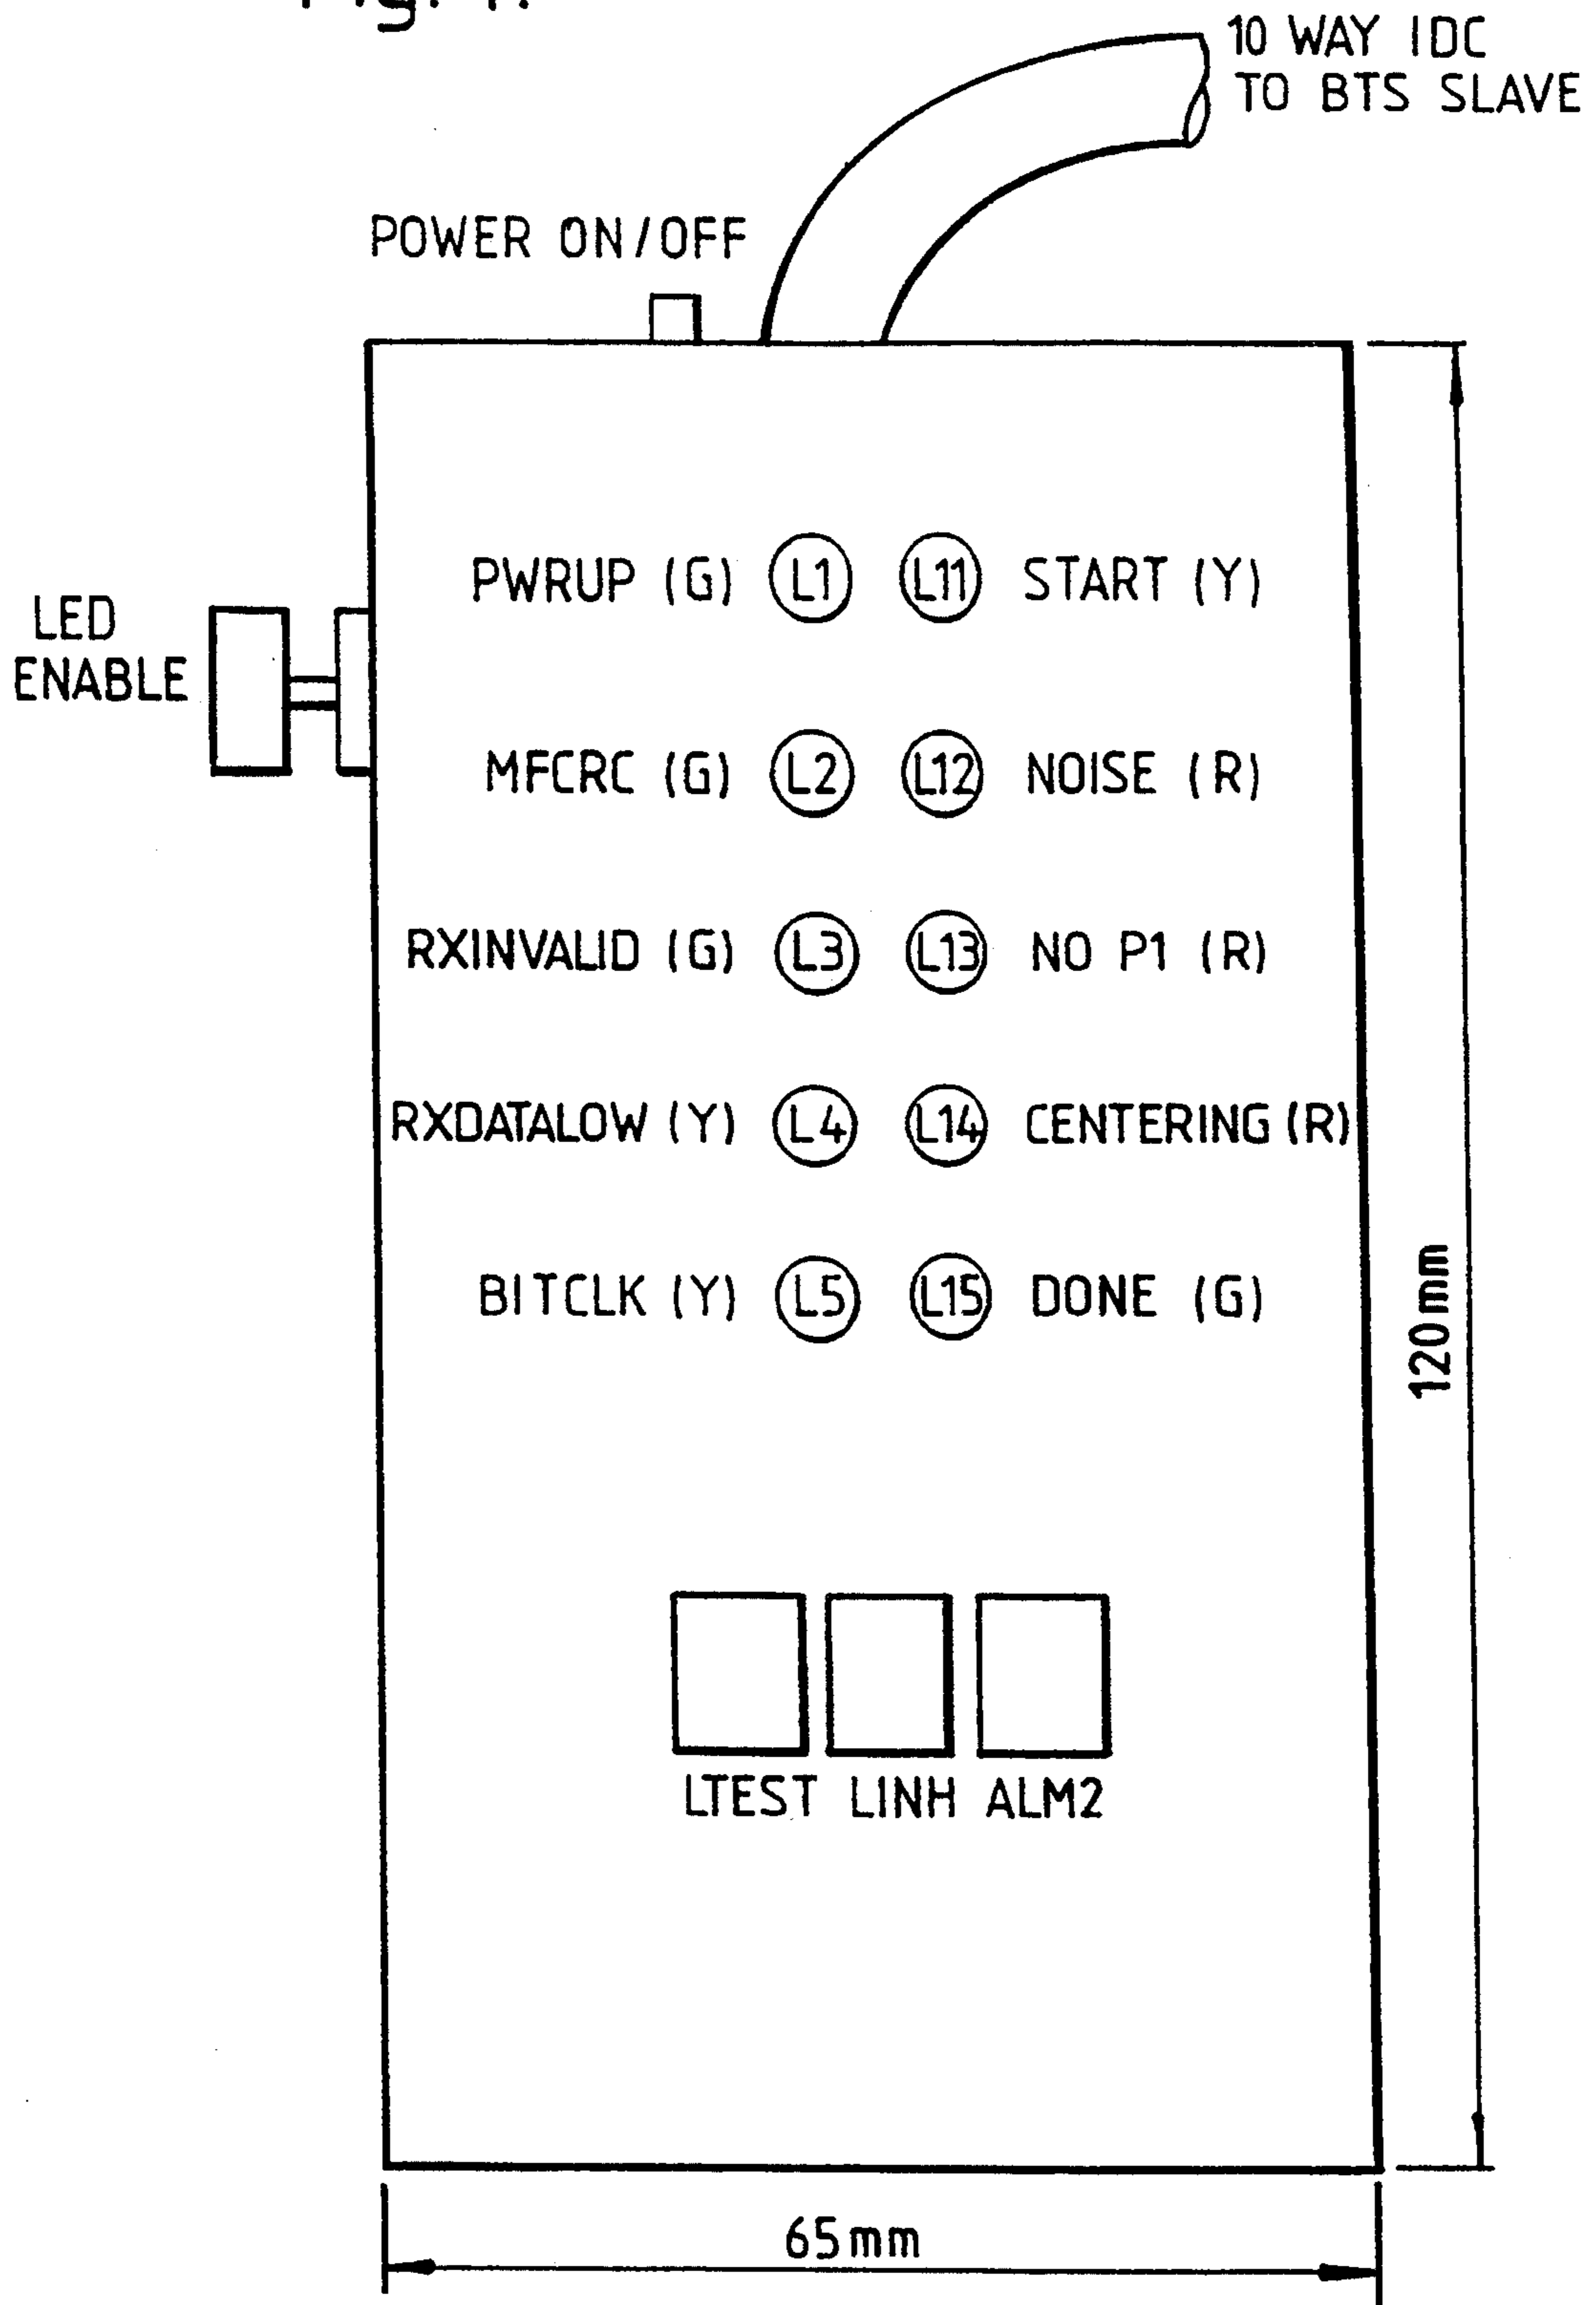 10 WAY IDC
TO BTS SLAVE
POWER ON/OFF
LED
ENABLE
PWRUP (G) L1 L11 START (Y)
MFCRC (G) L2 L12 NOISE (R)
RXINVALID (G) L3 L13 NO P1 (R)
RXDATALOW (Y) L4 L14 CENTERING (R)
BITCLK (Y) L5 L15 DONE (G)
120mm
LTEST LINH ALM2
65mm